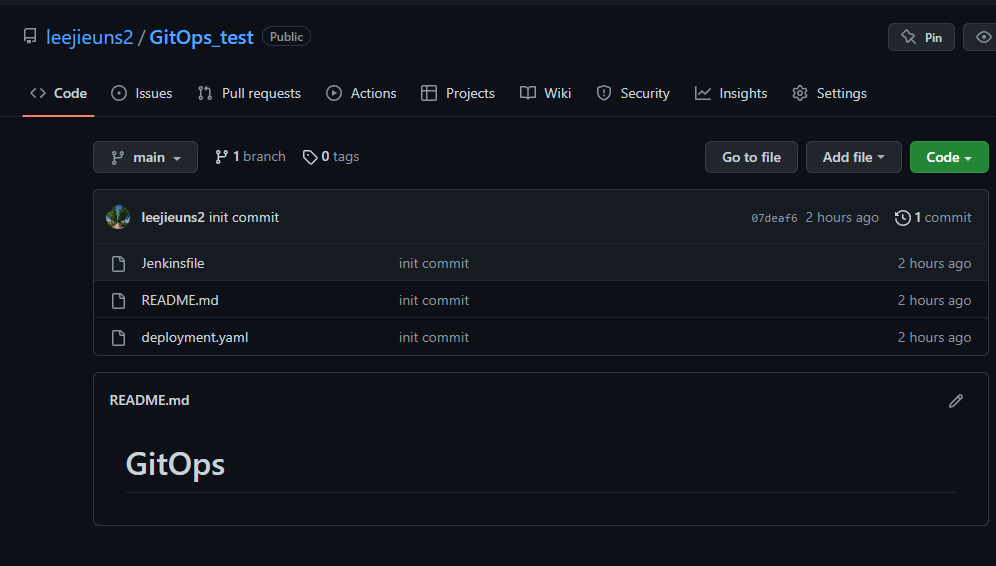 leejieuns2 / GitOps_test Public Pin
Code Issues Pull requests Actions Projects Wiki Security Insights Settings
main 1 branch 0 tags Go to file Add file Code
leejieuns2 init commit 07deaf6 2 hours ago 1 commit
Jenkinsfile init commit 2 hours ago
README.md init commit 2 hours ago
deployment.yaml init commit 2 hours ago
README.md
GitOps